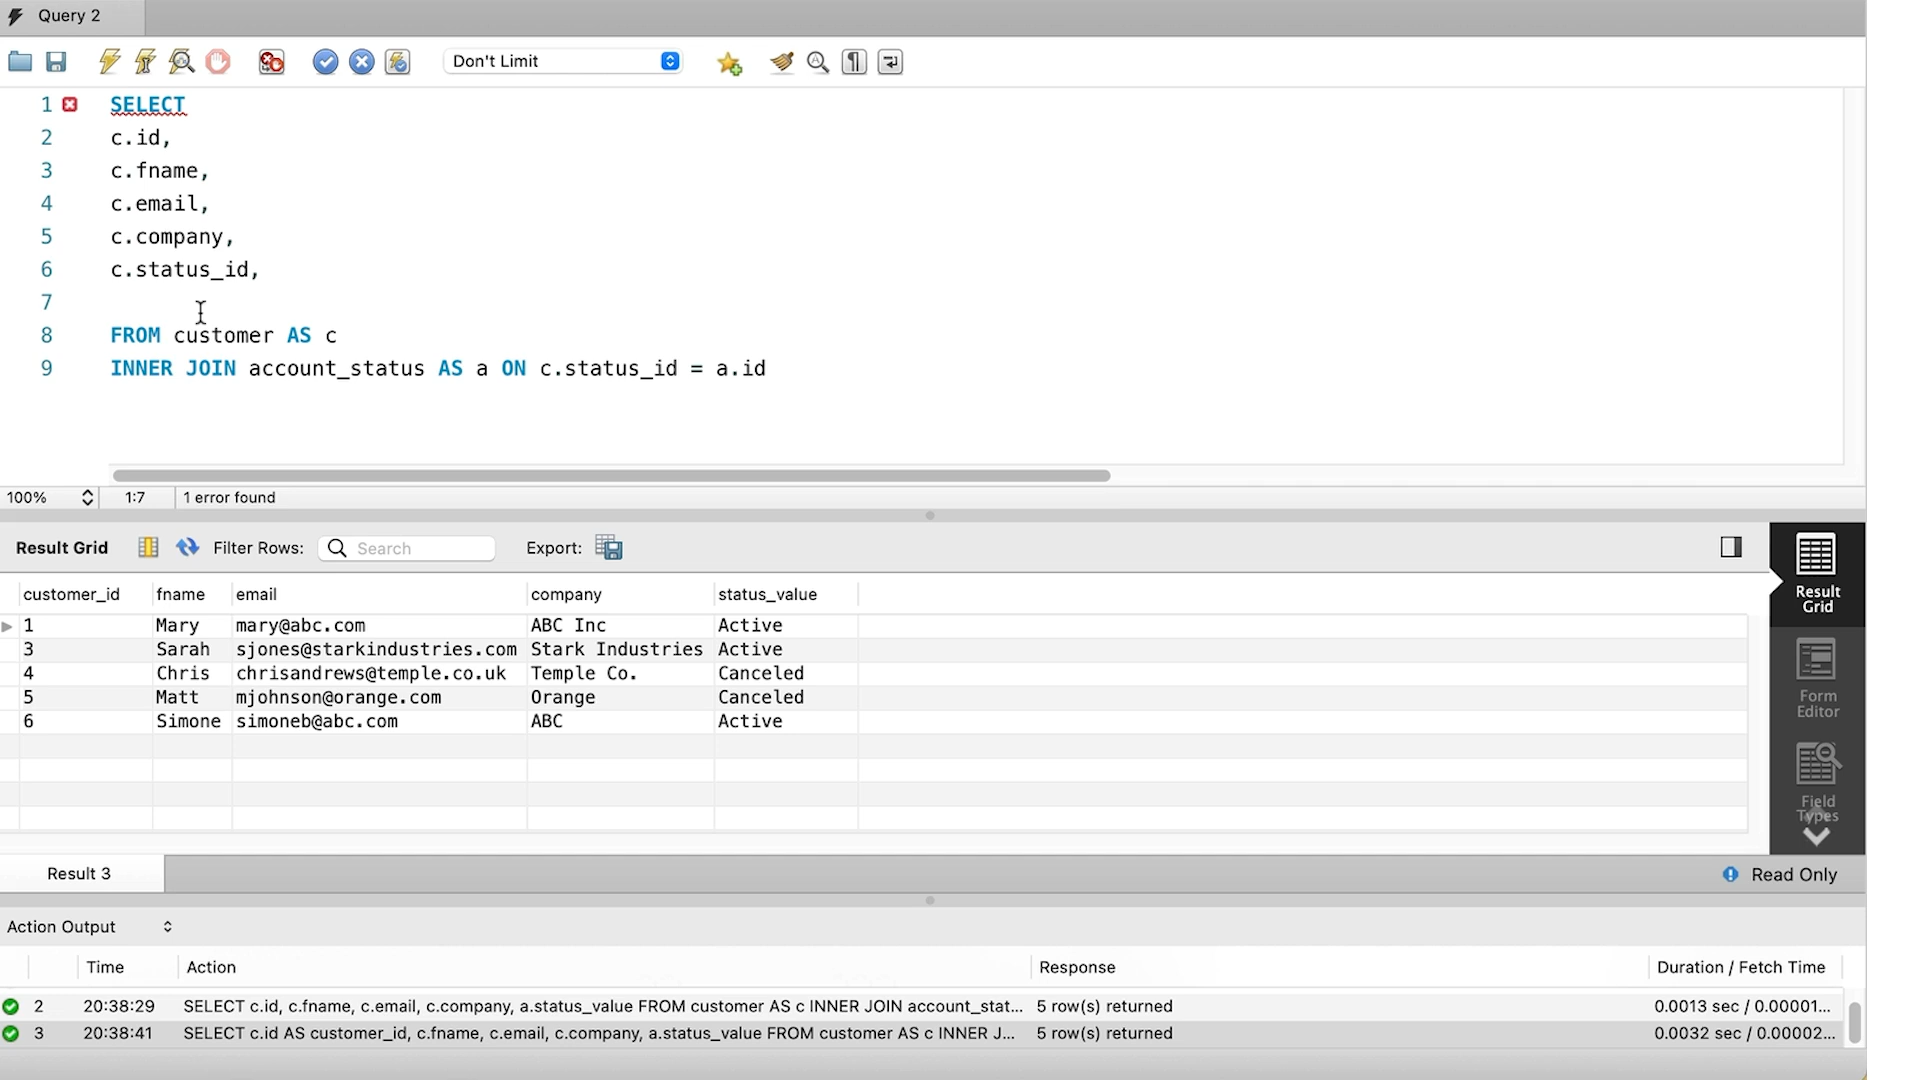 Query 2
Don't Limit
1 SELECT
2 c.id,
3 c.fname,
4 c.email,
5 c.company,
6 c.status_id,
7
8 FROM customer AS c
9 INNER JOIN account_status AS a ON c.status_id = a.id
100% 1:7 1 error found
Result Grid Filter Rows: Search Export:
customer_id fname email company status_value
1 Mary mary@abc.com ABC Inc Active
3 Sarah sjones@starkindustries.com Stark Industries Active
4 Chris chrisandrews@temple.co.uk Temple Co. Canceled
5 Matt mjohnson@orange.com Orange Canceled
6 Simone simoneb@abc.com ABC Active
Result
Grid
Form
Editor
Field
Types
Result 3 Read Only
Action Output
Time Action Response Duration / Fetch Time
2 20:38:29 SELECT c.id, c.fname, c.email, c.company, a.status_value FROM customer AS c INNER JOIN account_stat... 5 row(s) returned 0.0013 sec / 0.00001...
3 20:38:41 SELECT c.id AS customer_id, c.fname, c.email, c.company, a.status_value FROM customer AS c INNER J... 5 row(s) returned 0.0032 sec / 0.00002...